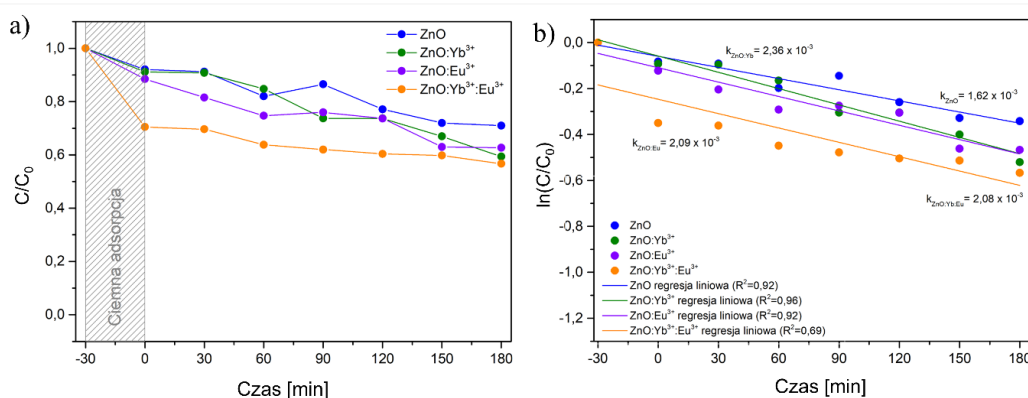 a)
1,0
0,8
0,6
0,4
0,2
0,0
C/C₀
Ciemna adsorpcja
ZnO
ZnO:Yb³⁺
ZnO:Eu³⁺
ZnO:Yb³⁺:Eu³⁺
-30 0 30 60 90 120 150 180
Czas [min]
b)
0,0
-0,2
-0,4
-0,6
-0,8
-1,0
-1,2
ln(C/C₀)
k_ZnO:Yb = 2,36 x 10⁻³
k_ZnO = 1,62 x 10⁻³
k_ZnO:Eu = 2,09 x 10⁻³
k_ZnO:Yb:Eu = 2,08 x 10⁻³
ZnO
ZnO:Yb³⁺
ZnO:Eu³⁺
ZnO:Yb³⁺:Eu³⁺
ZnO regresja liniowa (R²=0,92)
ZnO:Yb³⁺ regresja liniowa (R²=0,96)
ZnO:Eu³⁺ regresja liniowa (R²=0,92)
ZnO:Yb³⁺:Eu³⁺ regresja liniowa (R²=0,69)
-30 0 30 60 90 120 150 180
Czas [min]